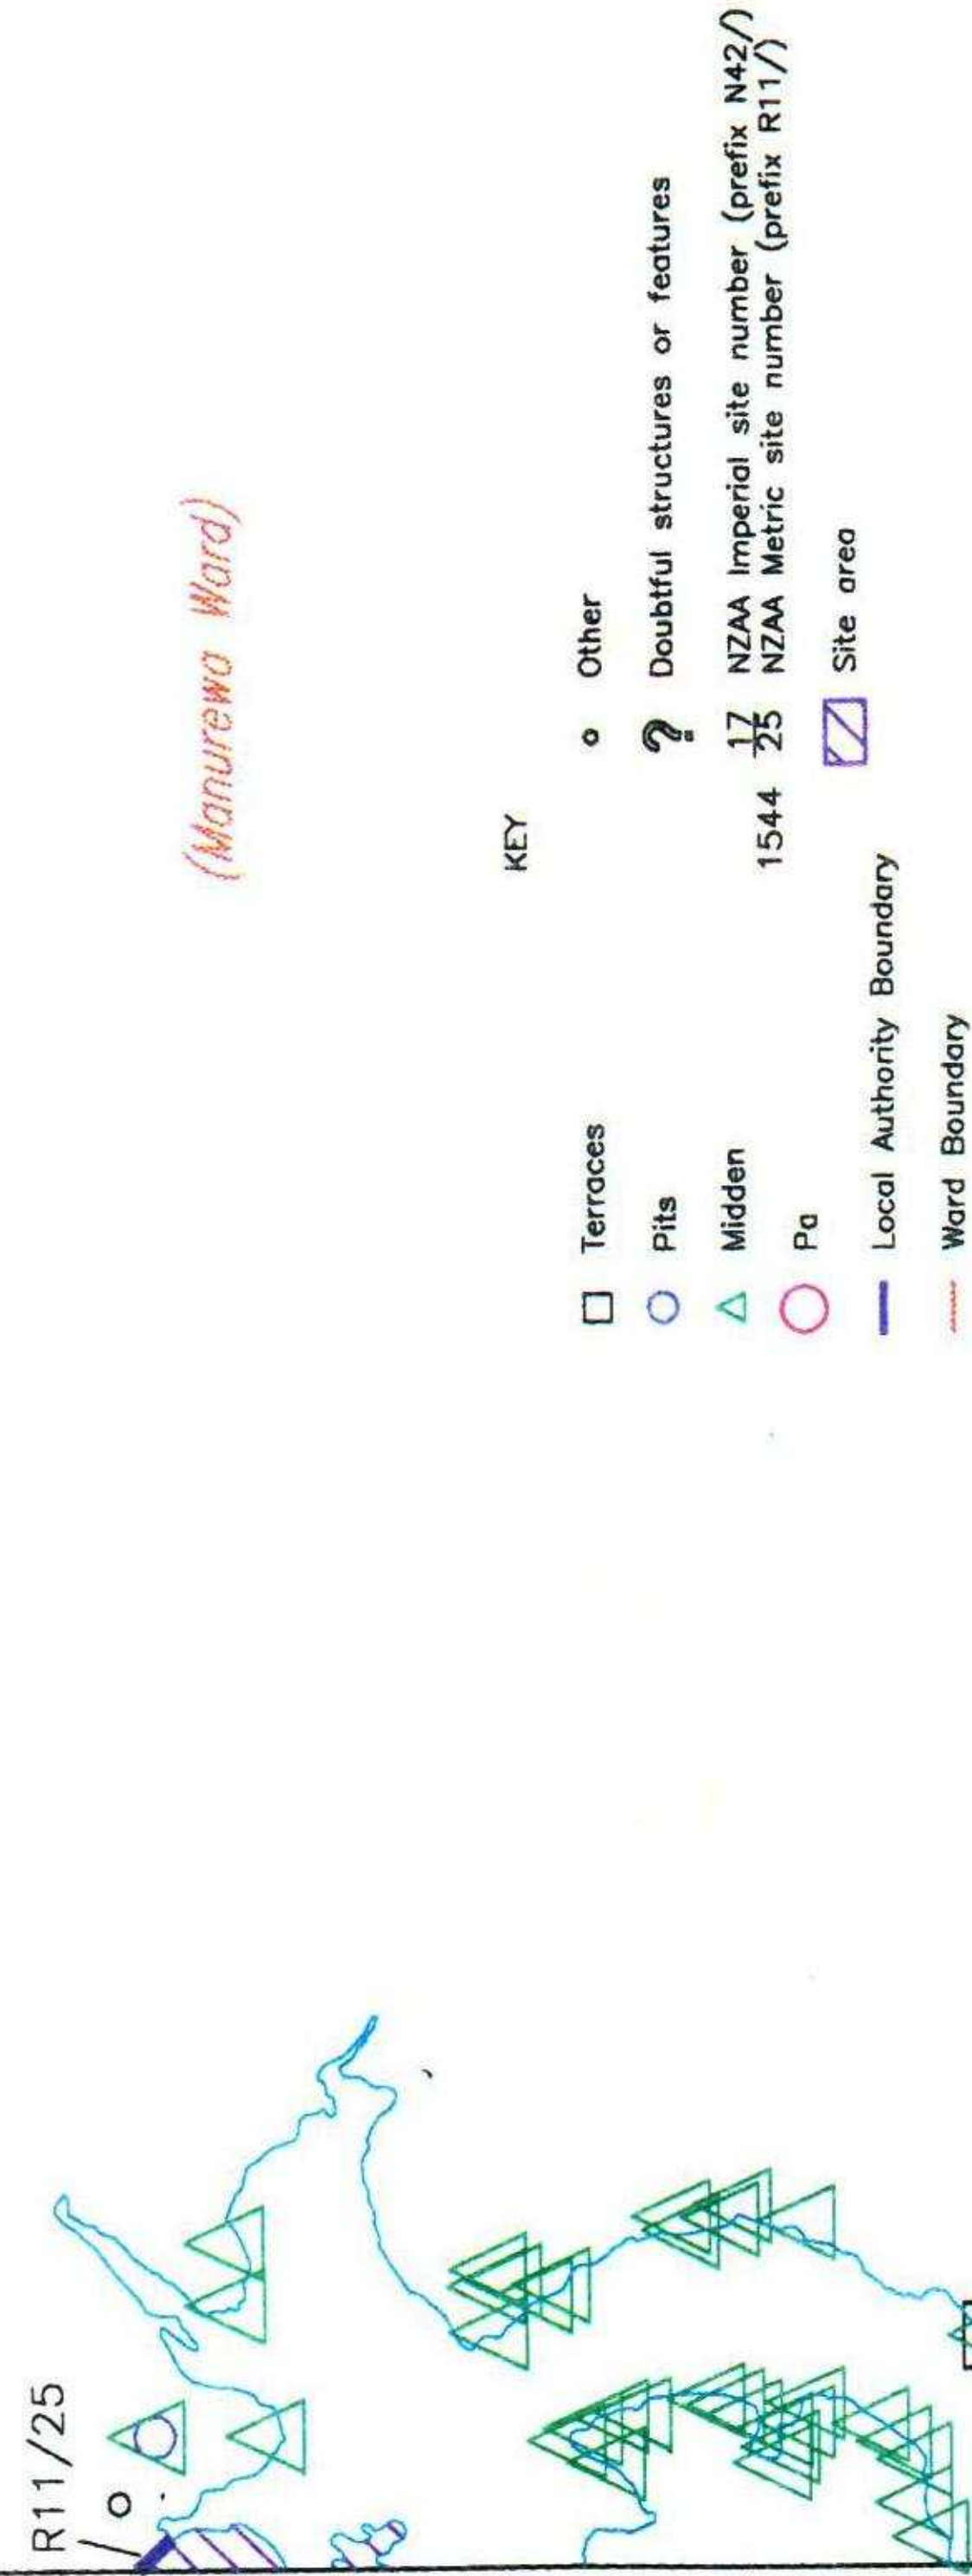 (Manurewa Ward)
KEY
Terraces
Pits
Midden
Pa
Local Authority Boundary
Ward Boundary
Other
? Doubtful structures or features
17 NZAA Imperial site number (prefix N42/)
1544 25 NZAA Metric site number (prefix R11/)
Site area
R11/25